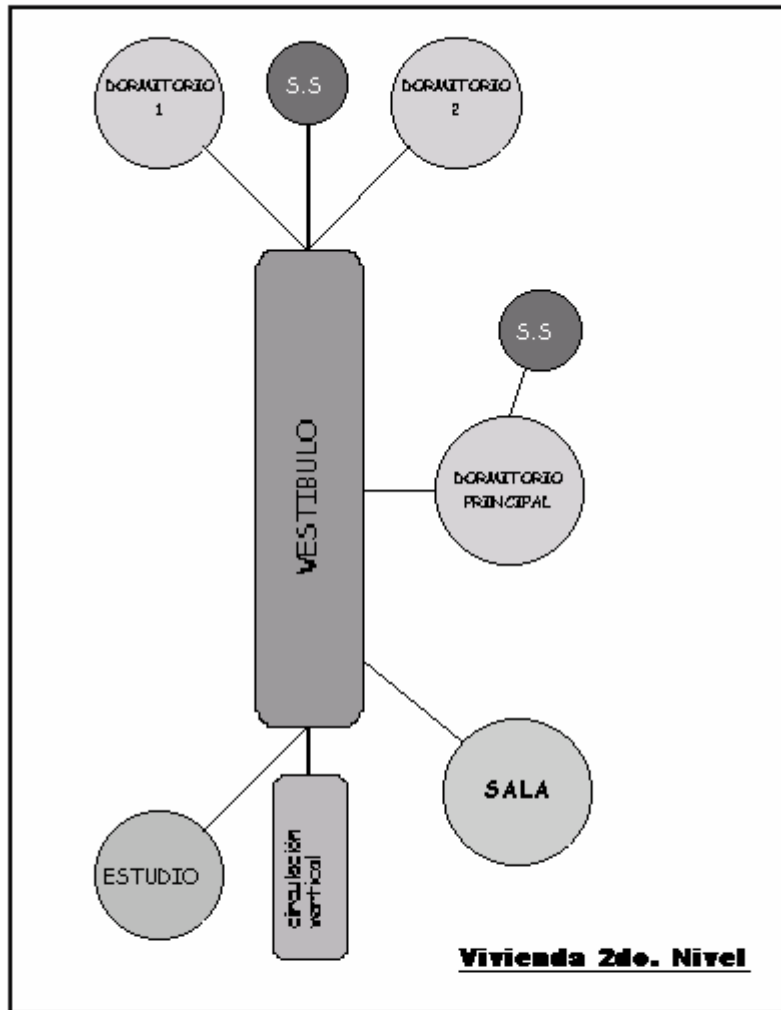 DORMITORIO
1
S.S
DORMITORIO
2
S.S
VESTIBULO
DORMITORIO
PRINCIPAL
SALA
ESTUDIO
circulación
vertical
Vivienda 2do. Nivel